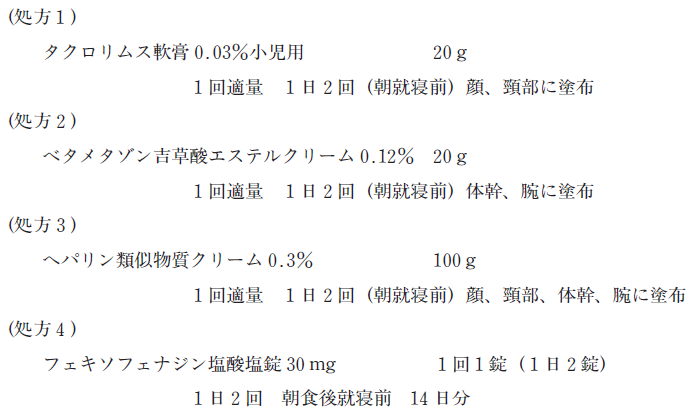 (処方1)
タクロリムス軟膏 0.03%小児用 20 g
1回適量 1日2回(朝就寝前)顔、頸部に塗布
(処方2)
ベタメタゾン吉草酸エステルクリーム 0.12% 20 g
1回適量 1日2回(朝就寝前)体幹、腕に塗布
(処方3)
ヘパリン類似物質クリーム 0.3% 100 g
1回適量 1日2回(朝就寝前)顔、頸部、体幹、腕に塗布
(処方4)
フェキソフェナジン塩酸塩錠 30 mg 1回1錠(1日2錠)
1日2回 朝食後就寝前 14日分